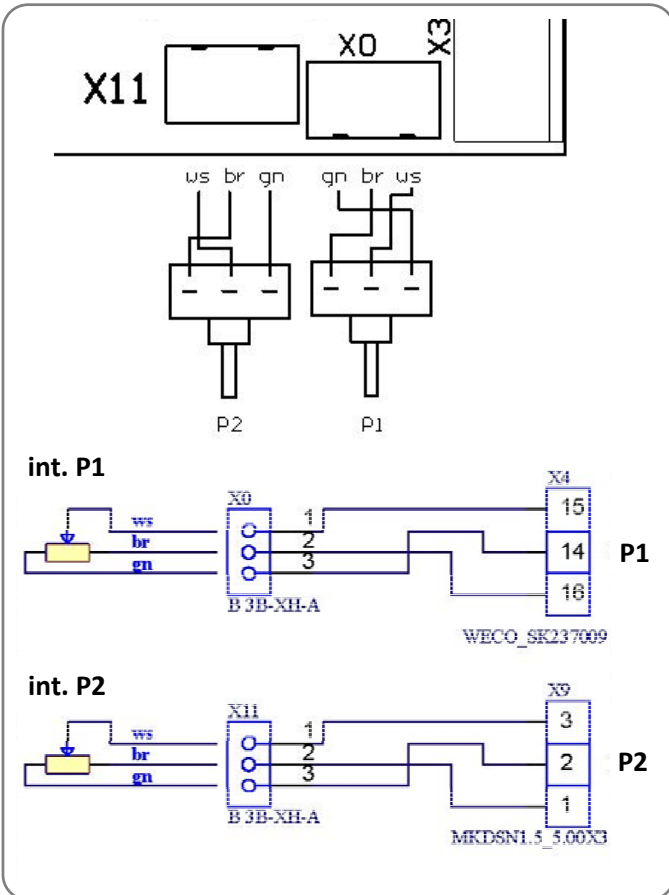 X0
X3
X11
ws br gn
gn br ws
P2
P1
int. P1
X0
X4
1
15
ws
br
2
14
P1
gn
3
16
B 3B-XH-A
WECO_SK237009
int. P2
X11
X9
1
3
ws
br
2
2
P2
gn
3
1
B 3B-XH-A
MKDSN1.5_5.00X3